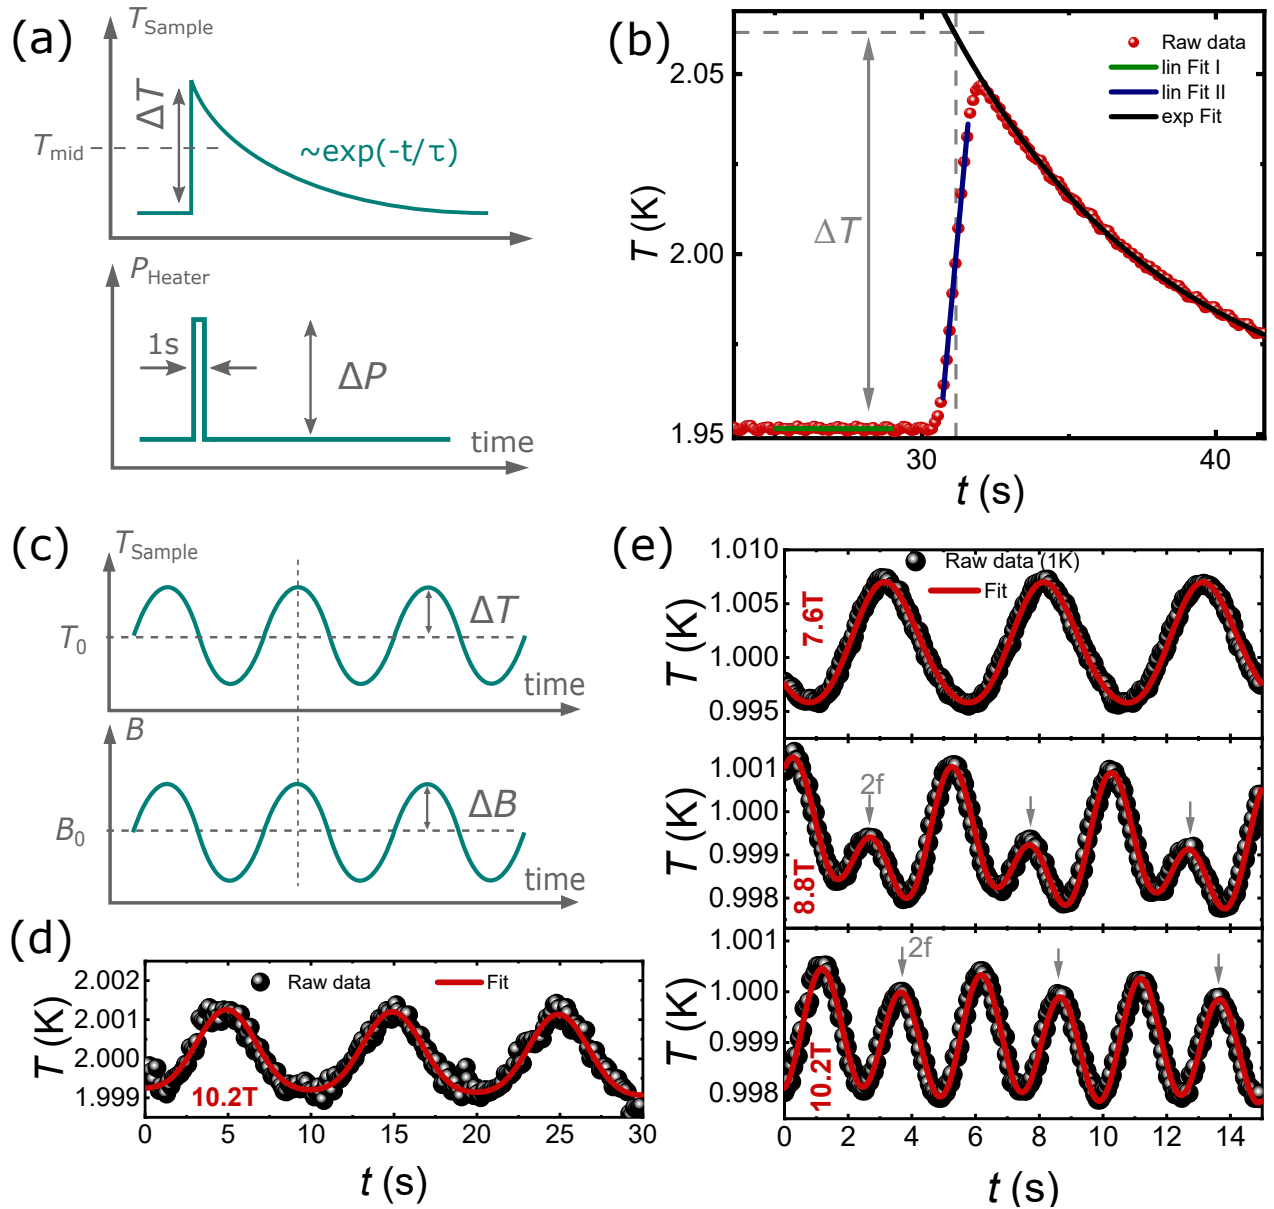 (a)
T_Sample
ΔT
T_mid
~exp(-t/τ)
P_Heater
1s
ΔP
time
(b)
Raw data
lin Fit I
lin Fit II
exp Fit
ΔT
2.05
2.00
1.95
T (K)
30
40
t (s)
(c)
T_Sample
T_0
ΔT
time
B
B_0
ΔB
time
(d)
Raw data
Fit
2.002
2.001
2.000
1.999
T (K)
10.2T
0
5
10
15
20
25
30
t (s)
(e)
Raw data (1K)
Fit
1.010
1.005
1.000
0.995
T (K)
7.6T
1.001
1.000
0.999
0.998
T (K)
2f
8.8T
1.001
1.000
0.999
0.998
T (K)
2f
10.2T
0
2
4
6
8
10
12
14
t (s)